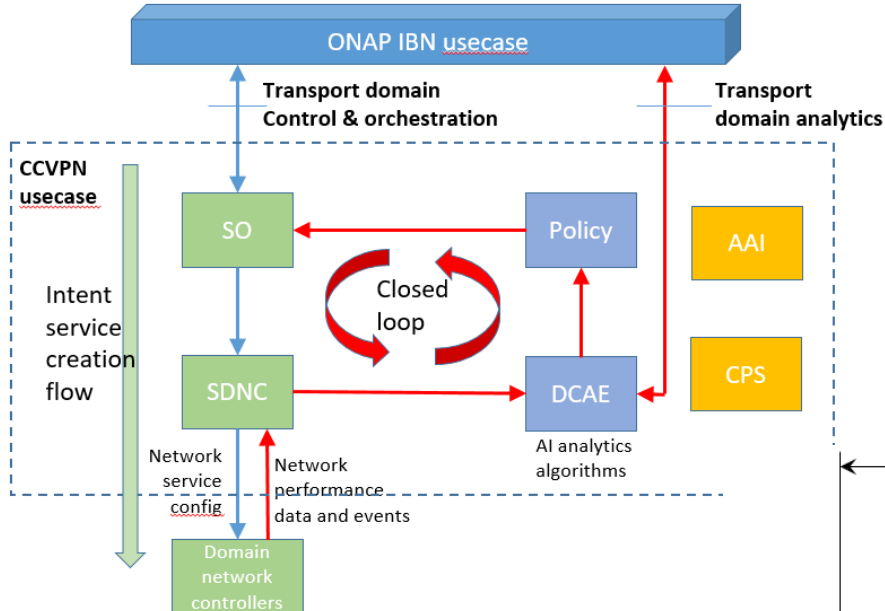 ONAP IBN usecase
Transport domain
Control & orchestration
Transport
domain analytics
CCVPN
usecase
SO
Policy
AAI
Closed
loop
Intent
service
creation
flow
SDNC
DCAE
CPS
AI analytics
algorithms
Network
service
config
Network
performance
data and events
Domain
network
controllers